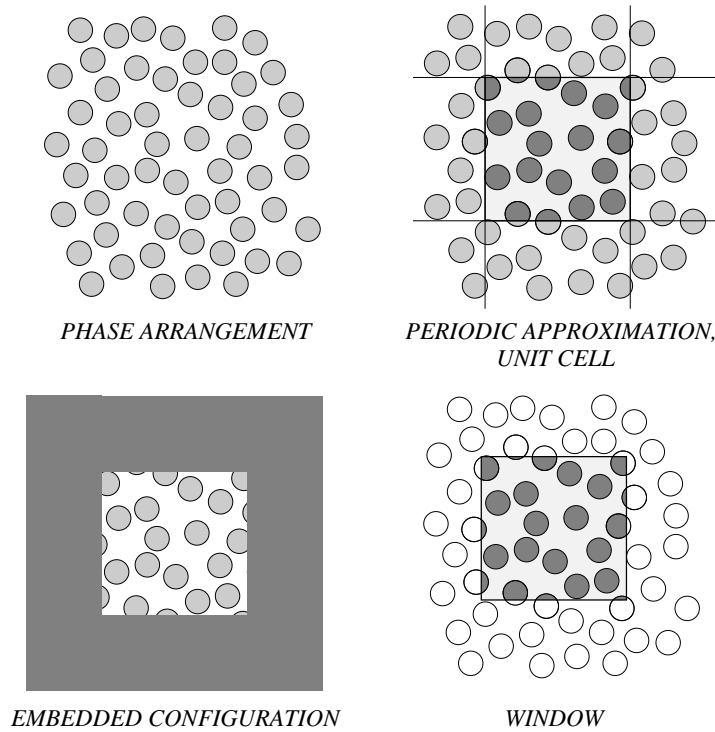 PHASE ARRANGEMENT
PERIODIC APPROXIMATION,
UNIT CELL
EMBEDDED CONFIGURATION
WINDOW